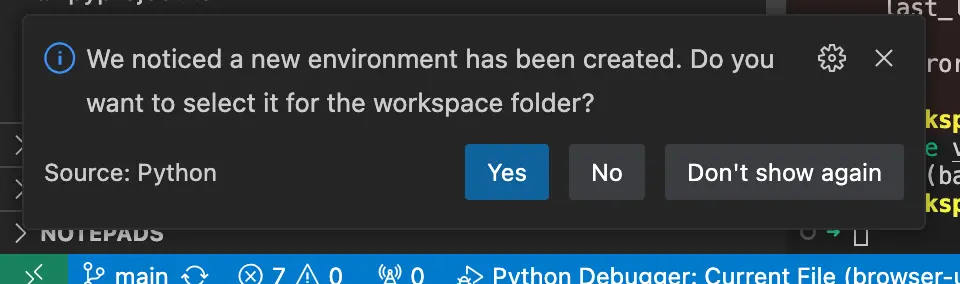 last_
We noticed a new environment has been created. Do you
want to select it for the workspace folder?
Source: Python
Yes
No
Don't show again
(ba
NOTEPADS
main
7
0
0
Python Debugger: Current File (browser-u